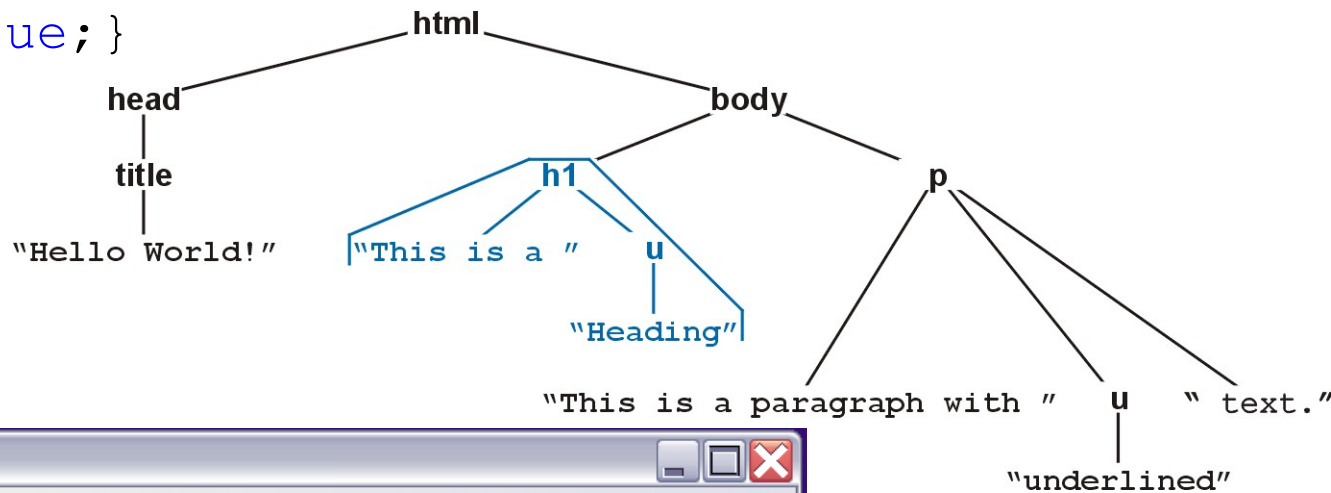 ue;}
html
head body
title h1 p
“Hello World!” “This is a ” u
“Heading”
“This is a paragraph with ” u “ text.”
“underlined”